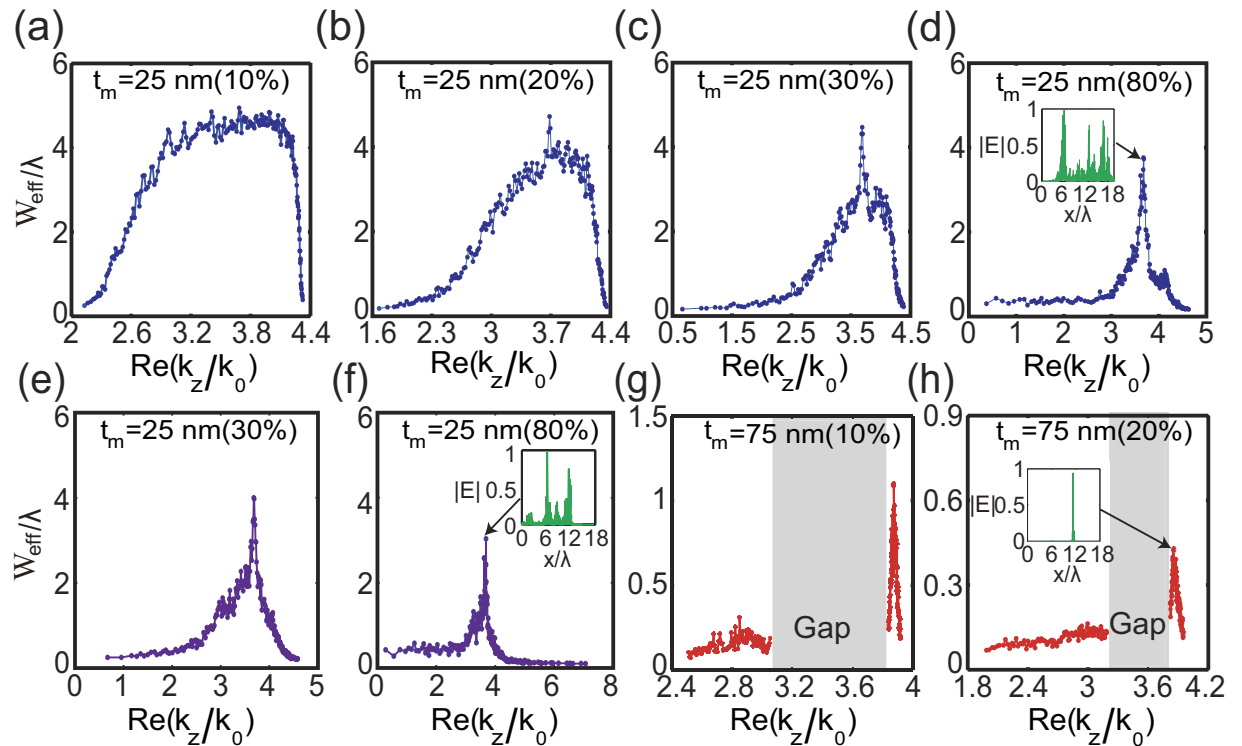 (a) (b) (c) (d)
6 6 6 6
t_m=25 nm(10%) t_m=25 nm(20%) t_m=25 nm(30%) t_m=25 nm(80%)
W_eff/λ
4 4 4 4
2 2 2 2
0 0 0 0
1
|E| 0.5
0
0 6 12 18
x/λ
2 2.6 3.2 3.8 4.4
1.6 2.3 3 3.7 4.4
0.5 1.5 2.5 3.5 4.5
0 1 2 3 4 5
Re(k_z/k_0) Re(k_z/k_0) Re(k_z/k_0) Re(k_z/k_0)
(e) (f) (g) (h)
6 6 1.5 0.9
t_m=25 nm(30%) t_m=25 nm(80%) t_m=75 nm(10%) t_m=75 nm(20%)
W_eff/λ
4 4 1 0.6
2 2 0.5 0.3
0 0 0 0
1
|E| 0.5
0
0 6 12 18
x/λ
Gap
1
|E| 0.5
0
0 6 12 18
x/λ
Gap
0 1 2 3 4 5
0 2 4 6 8
2.4 2.8 3.2 3.6 4
1.8 2.4 3 3.6 4.2
Re(k_z/k_0) Re(k_z/k_0) Re(k_z/k_0) Re(k_z/k_0)